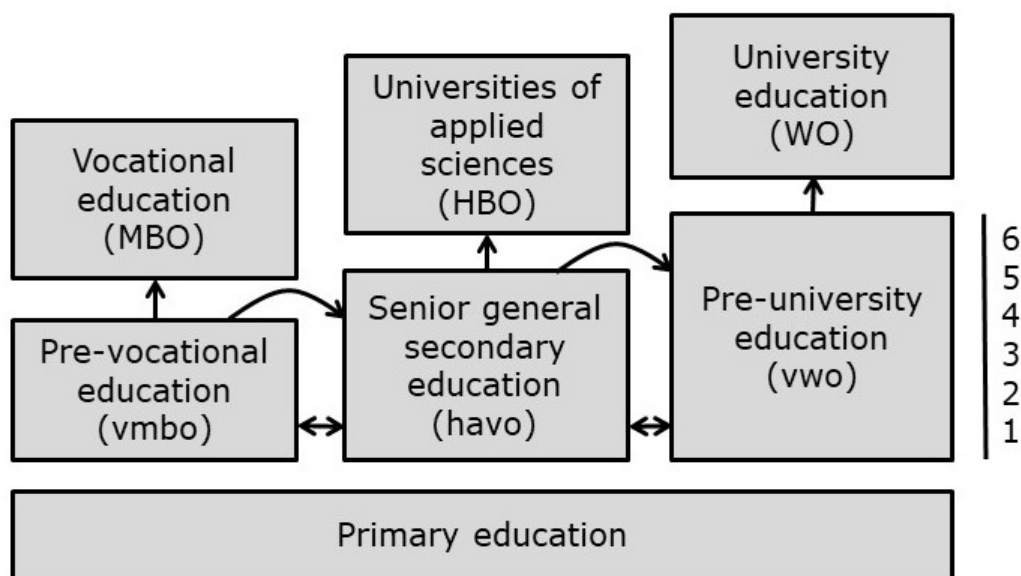 University
education
(WO)
Universities of
applied
sciences
(HBO)
Vocational
education
(MBO)
Pre-university
education
(vwo)
Senior general
secondary
education
(havo)
Pre-vocational
education
(vmbo)
6
5
4
3
2
1
Primary education